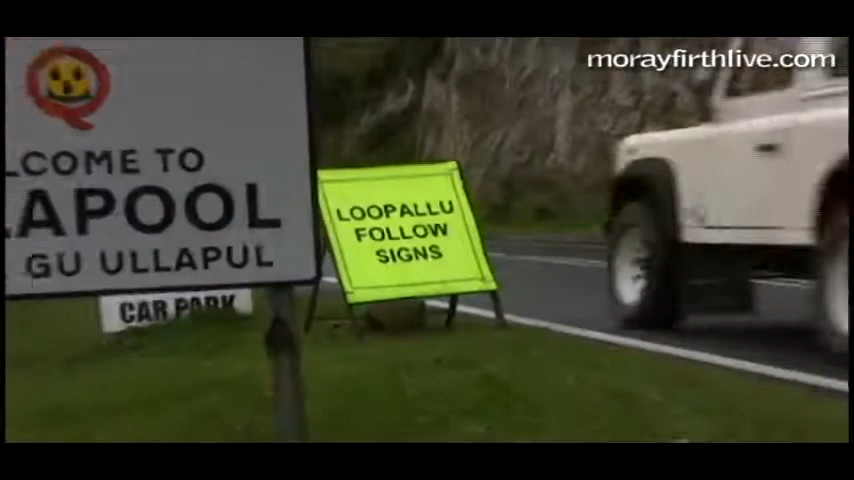 morayfirthlive.com
LCOME TO
LAPOOL
GU ULLAPUL
LOOPALLU
FOLLOW
SIGNS
CAR PARK